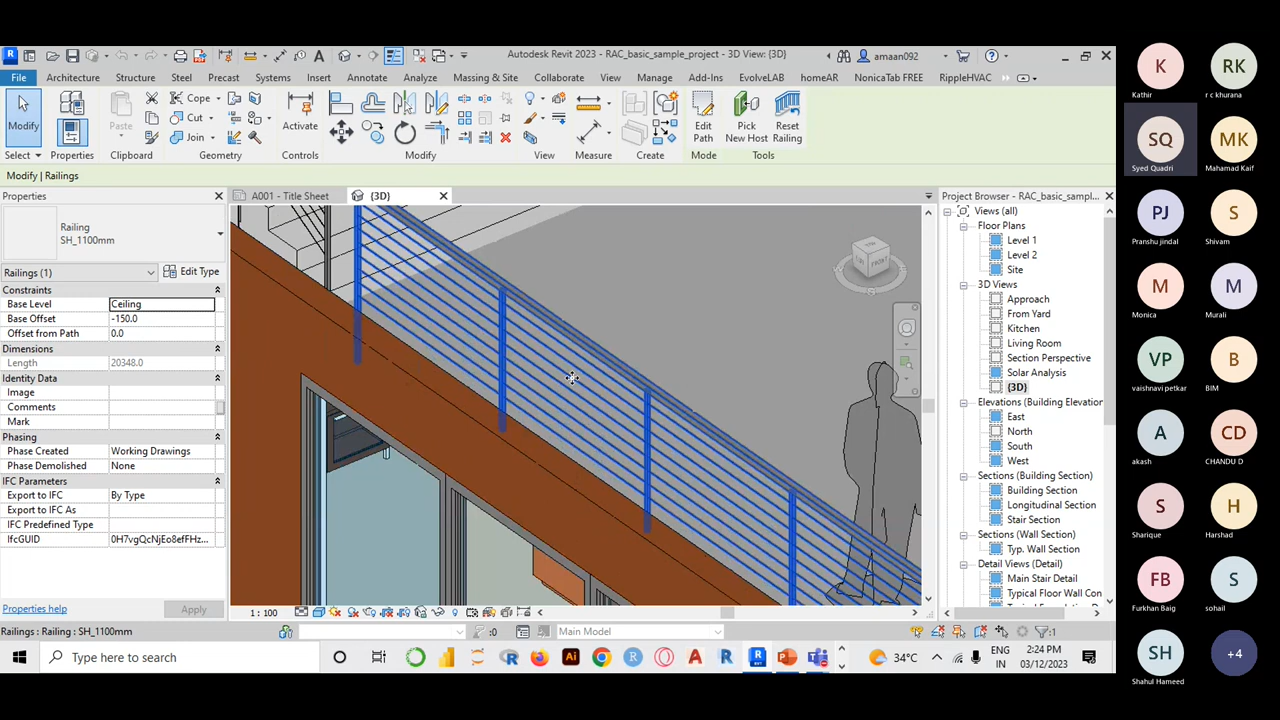 Autodesk Revit 2023 - RAC_basic_sample_project - 3D View: {3D}
amaan092
File
Architecture
Structure
Steel
Precast
Systems
Insert
Annotate
Analyze
Massing & Site
Collaborate
View
Manage
Add-Ins
EvolveLAB
homeAR
NonicaTab FREE
RippleHVAC
Modify
Properties
Paste
Cope
Cut
Join
Activate
Edit
Path
Pick
New Host
Reset
Railing
Select
Properties
Clipboard
Geometry
Controls
Modify
View
Measure
Create
Mode
Tools
Modify | Railings
Properties
Railing
SH_1100mm
Railings (1)
Edit Type
Constraints
Base Level Ceiling
Base Offset -150.0
Offset from Path 0.0
Dimensions
Length 20348.0
Identity Data
Image
Comments
Mark
Phasing
Phase Created Working Drawings
Phase Demolished None
IFC Parameters
Export to IFC By Type
Export to IFC As
IFC Predefined Type
IfcGUID 0H7vgQcNjEo8efFHz...
Properties help
Apply
A001 - Title Sheet
{3D}
TOP
FRONT
1 : 100
Project Browser - RAC_basic_sampl...
Views (all)
Floor Plans
Level 1
Level 2
Site
3D Views
Approach
From Yard
Kitchen
Living Room
Section Perspective
Solar Analysis
{3D}
Elevations (Building Elevation
East
North
South
West
Sections (Building Section)
Building Section
Longitudinal Section
Stair Section
Sections (Wall Section)
Typ. Wall Section
Detail Views (Detail)
Main Stair Detail
Typical Floor Wall Con
Railings : Railing : SH_1100mm
:0
Main Model
:1
Type here to search
34°C
ENG
IN
2:24 PM
03/12/2023
K
Kathir
RK
r c khurana
SQ
Syed Quadri
MK
Mahamad Kaif
PJ
Pranshu jindal
S
Shivam
M
Monica
M
Murali
VP
vaishnavi petkar
B
BIM
A
akash
CD
CHANDU D
S
Sharique
H
Harshad
FB
Furkhan Baig
S
sohail
SH
Shahul Hameed
+4